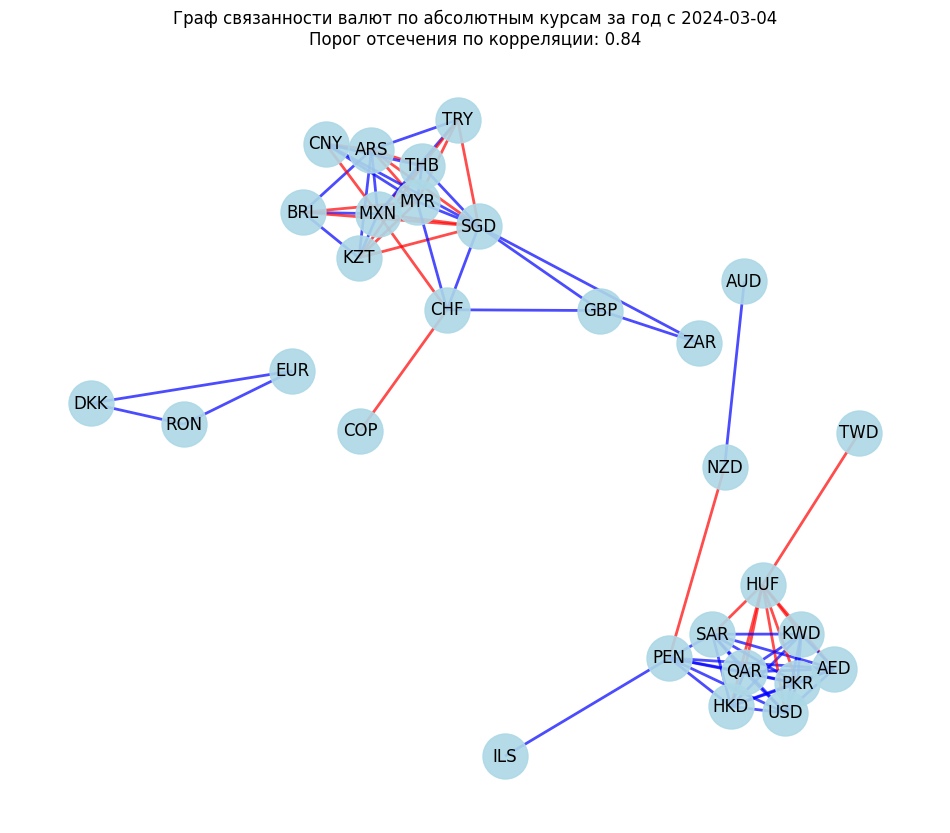 Граф связанности валют по абсолютным курсам за год с 2024-03-04
Порог отсечения по корреляции: 0.84
TRY
CNY
ARS
THB
MYR
BRL
MXN
SGD
KZT
AUD
CHF
GBP
ZAR
EUR
DKK
RON
COP
TWD
NZD
HUF
SAR
KWD
PEN
QAR
AED
PKR
HKD
USD
ILS